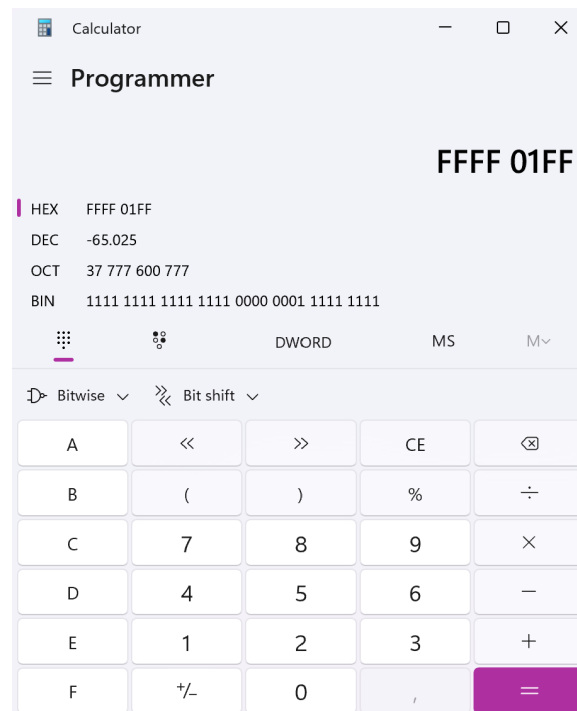 Calculator
Programmer
FFFF 01FF
HEX FFFF 01FF
DEC -65.025
OCT 37 777 600 777
BIN 1111 1111 1111 1111 0000 0001 1111 1111
DWORD MS M
Bitwise Bit shift
A << >> CE
B ( ) % ÷
C 7 8 9 ×
D 4 5 6 −
E 1 2 3 +
F +/− 0 , =